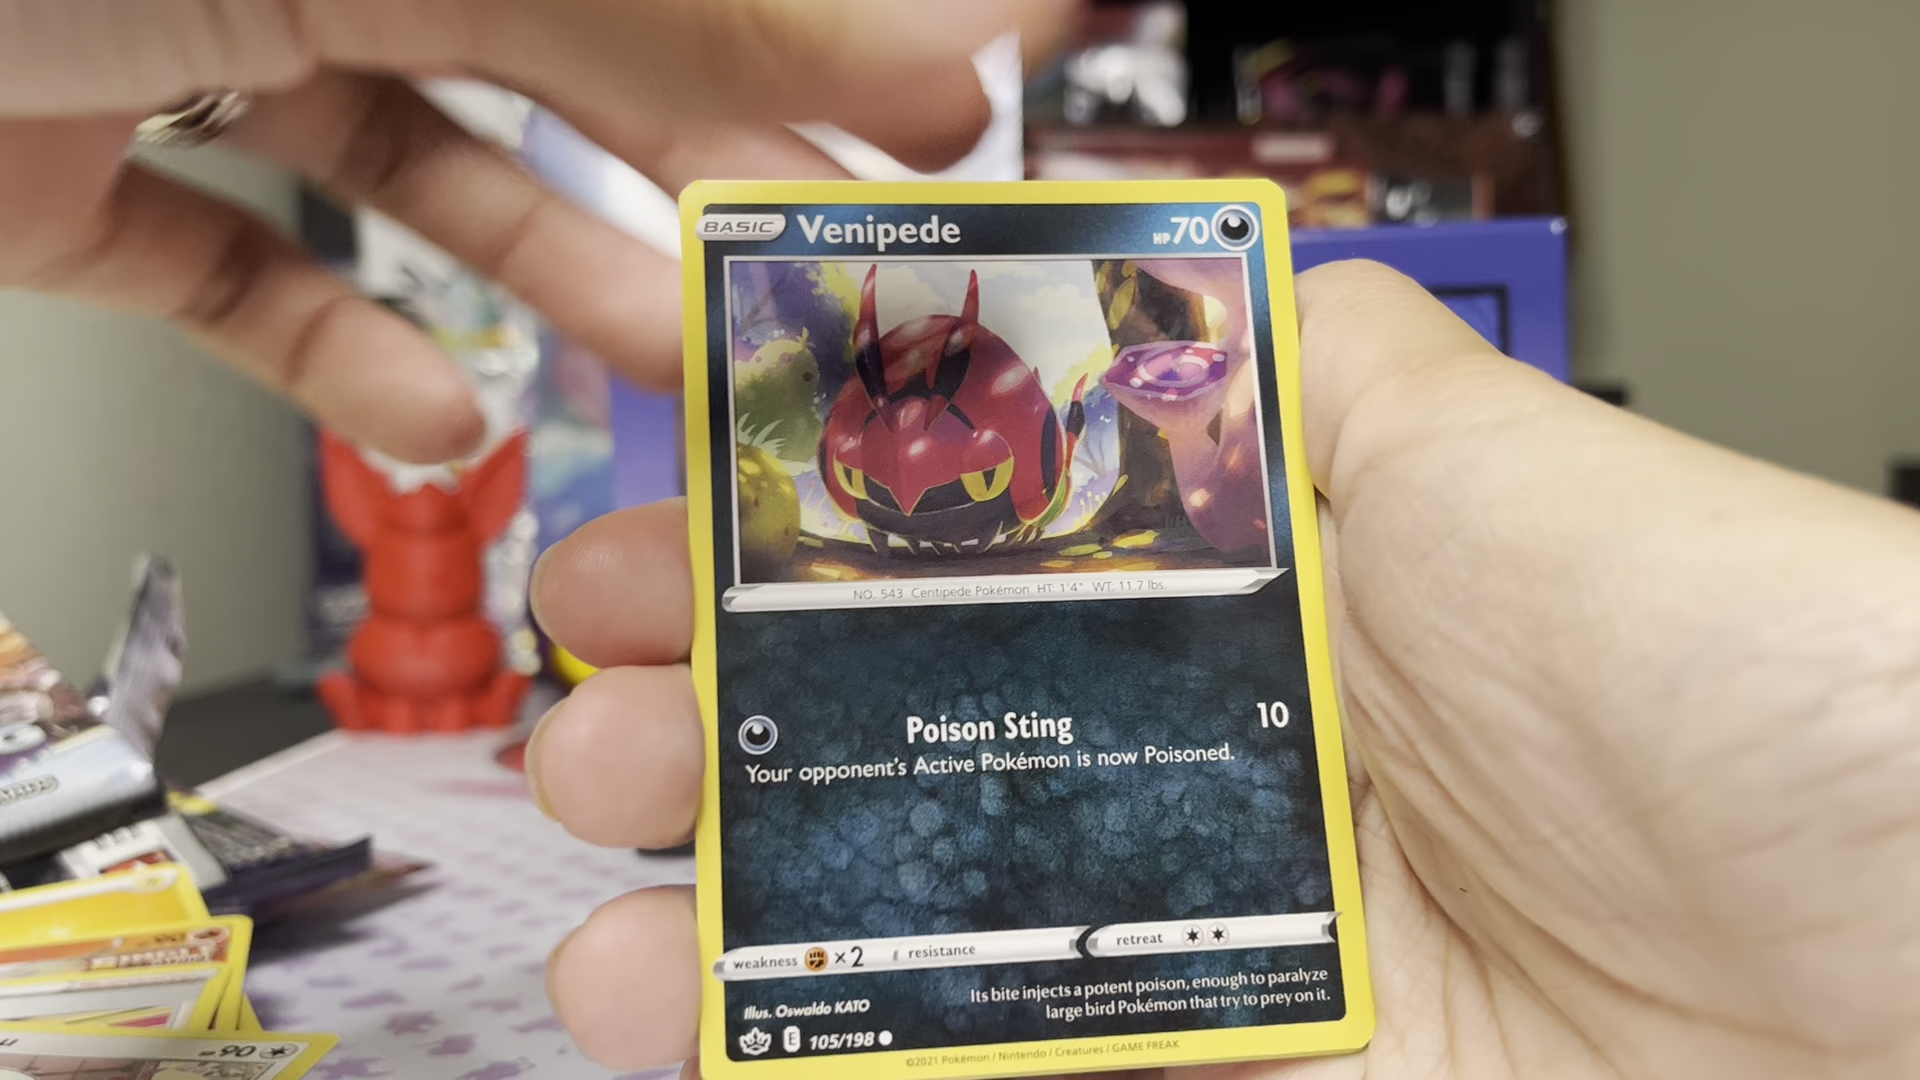 BASIC Venipede HP 70
NO. 543 Centipede Pokémon HT: 1'4" WT: 11.7 lbs.
Poison Sting 10
Your opponent's Active Pokémon is now Poisoned.
weakness ×2 resistance retreat
Its bite injects a potent poison, enough to paralyze
large bird Pokémon that try to prey on it.
Illus. Oswaldo KATO
E 105/198
©2021 Pokémon / Nintendo / Creatures / GAME FREAK
90